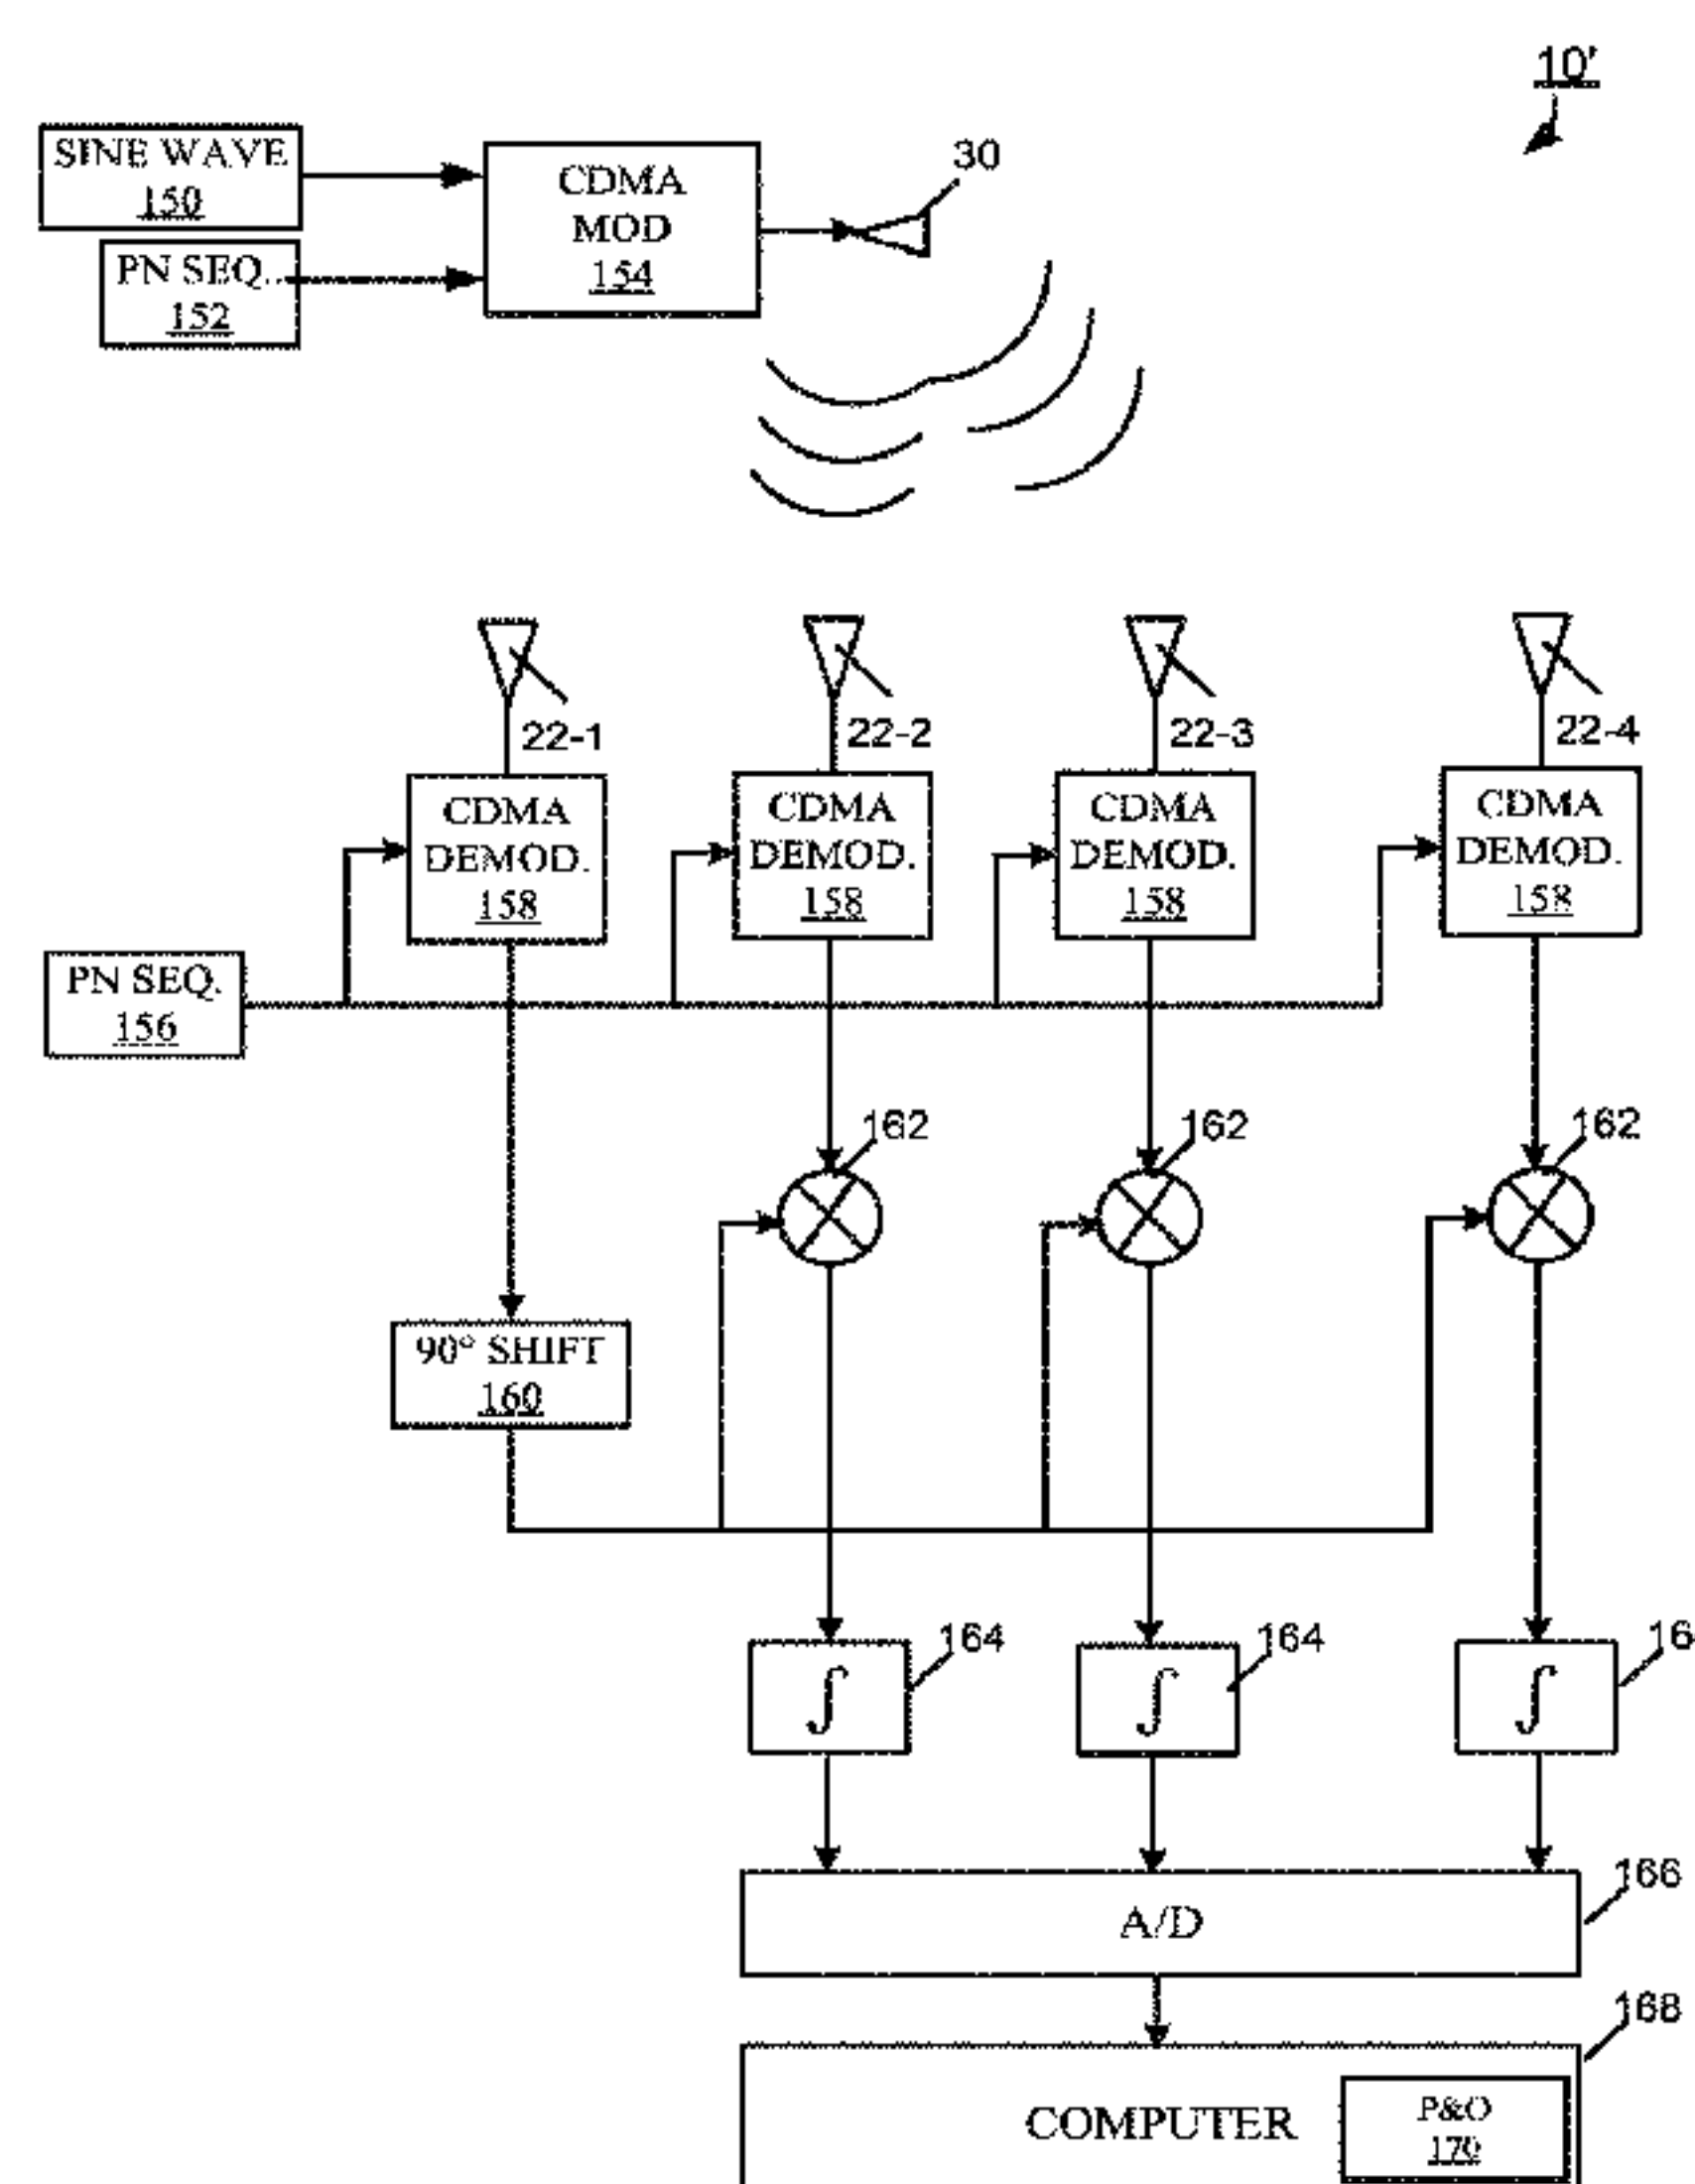 10'
SINE WAVE
150
PN SEQ.
152
CDMA
MOD
154
30
22-1
22-2
22-3
22-4
CDMA
DEMOD.
158
CDMA
DEMOD.
158
CDMA
DEMOD.
158
CDMA
DEMOD.
158
PN SEQ.
156
162
162
162
90° SHIFT
160
164
164
∫
∫
∫
166
A/D
168
COMPUTER
P&O
170